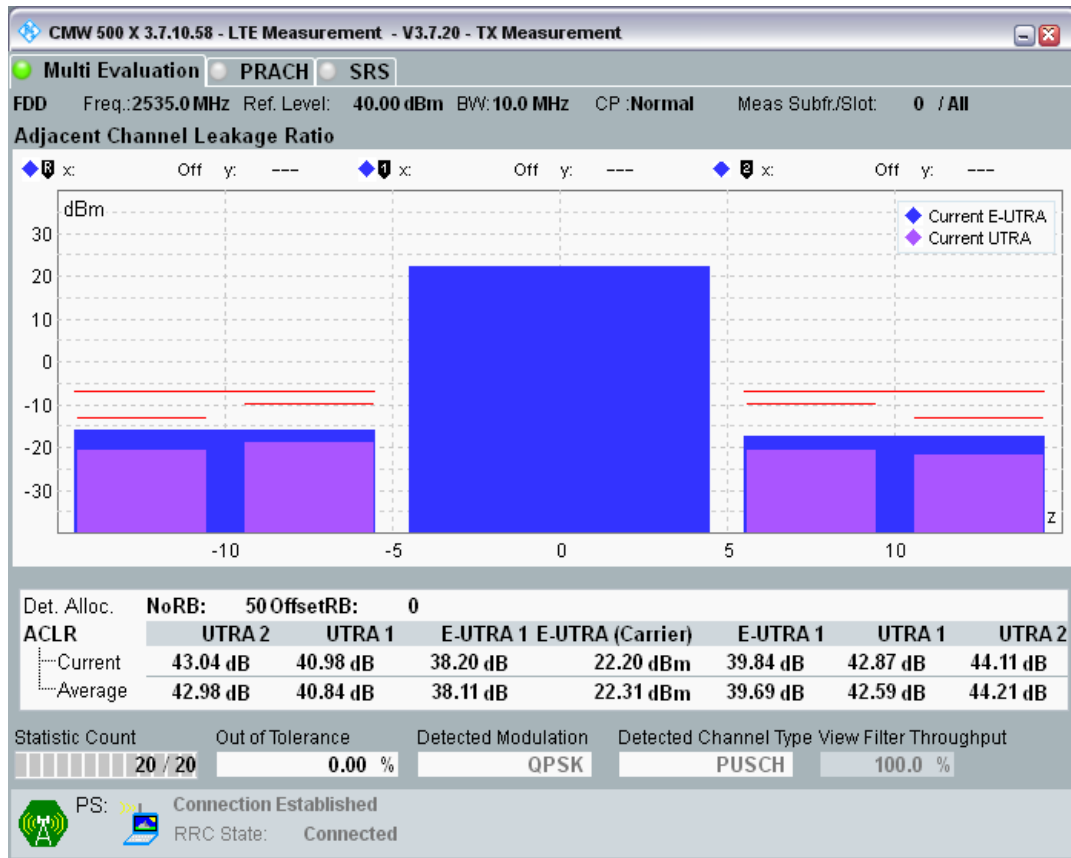 CMW 500 X 3.7.10.58 - LTE Measurement - V3.7.20 - TX Measurement
Multi Evaluation PRACH SRS
FDD Freq.:2535.0 MHz Ref. Level: 40.00 dBm BW:10.0 MHz CP :Normal Meas Subfr./Slot: 0 / All
Adjacent Channel Leakage Ratio
R x: Off y: --- 1 x: Off y: --- 2 x: Off y: ---
dBm
Current E-UTRA
Current UTRA
30
20
10
0
-10
-20
-30
z
-10 -5 0 5 10
Det. Alloc. NoRB: 50 OffsetRB: 0
ACLR UTRA 2 UTRA 1 E-UTRA 1 E-UTRA (Carrier) E-UTRA 1 UTRA 1 UTRA 2
Current 43.04 dB 40.98 dB 38.20 dB 22.20 dBm 39.84 dB 42.87 dB 44.11 dB
Average 42.98 dB 40.84 dB 38.11 dB 22.31 dBm 39.69 dB 42.59 dB 44.21 dB
Statistic Count Out of Tolerance Detected Modulation Detected Channel Type View Filter Throughput
20 / 20 0.00 % QPSK PUSCH 100.0 %
PS: Connection Established
RRC State: Connected